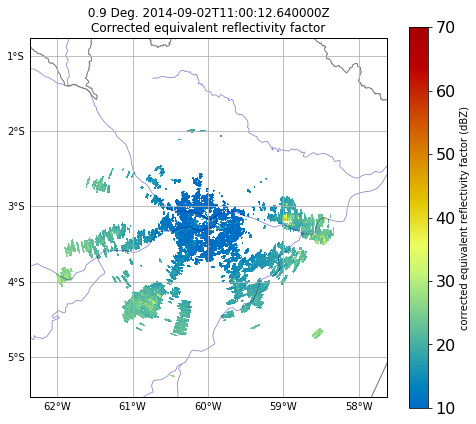 0.9 Deg. 2014-09-02T11:00:12.640000Z
Corrected equivalent reflectivity factor
1°S
2°S
3°S
4°S
5°S
62°W 61°W 60°W 59°W 58°W
70
60
50
40
30
20
10
corrected equivalent reflectivity factor (dBZ)